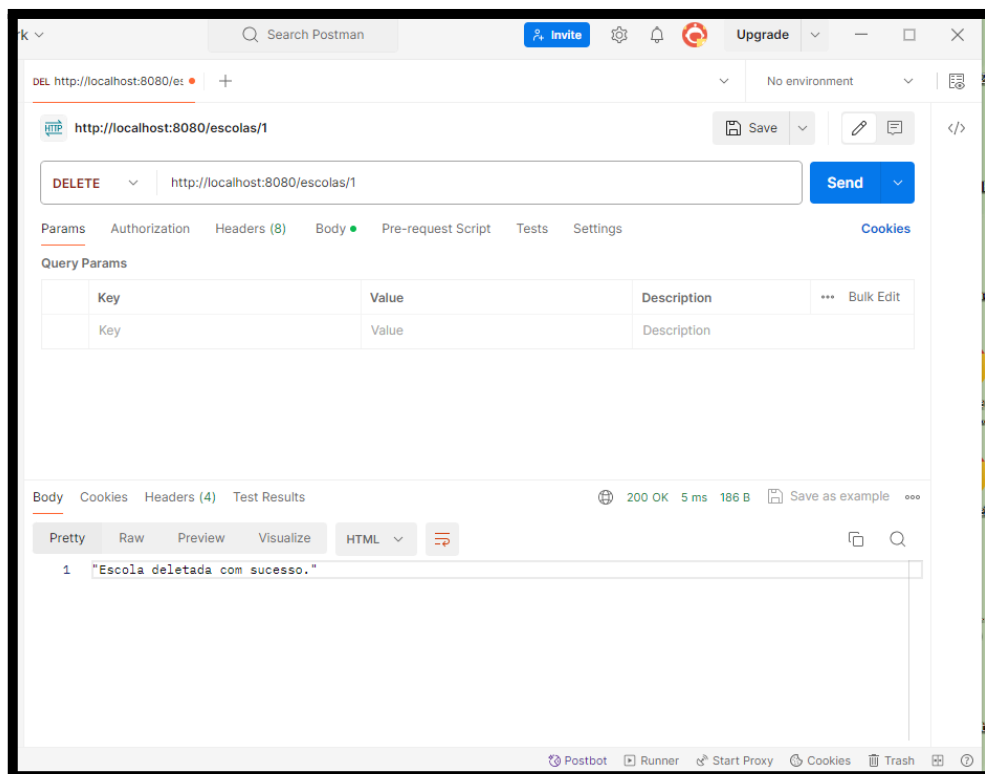 rk
Search Postman
Invite
Upgrade
DEL http://localhost:8080/es
No environment
HTTP http://localhost:8080/escolas/1
Save
</>
DELETE http://localhost:8080/escolas/1
Send
Params Authorization Headers (8) Body Pre-request Script Tests Settings
Cookies
Query Params
Key Value Description
Bulk Edit
Key Value Description
Body Cookies Headers (4) Test Results
200 OK 5 ms 186 B Save as example
Pretty Raw Preview Visualize HTML
1 "Escola deletada com sucesso."
Postbot Runner Start Proxy Cookies Trash